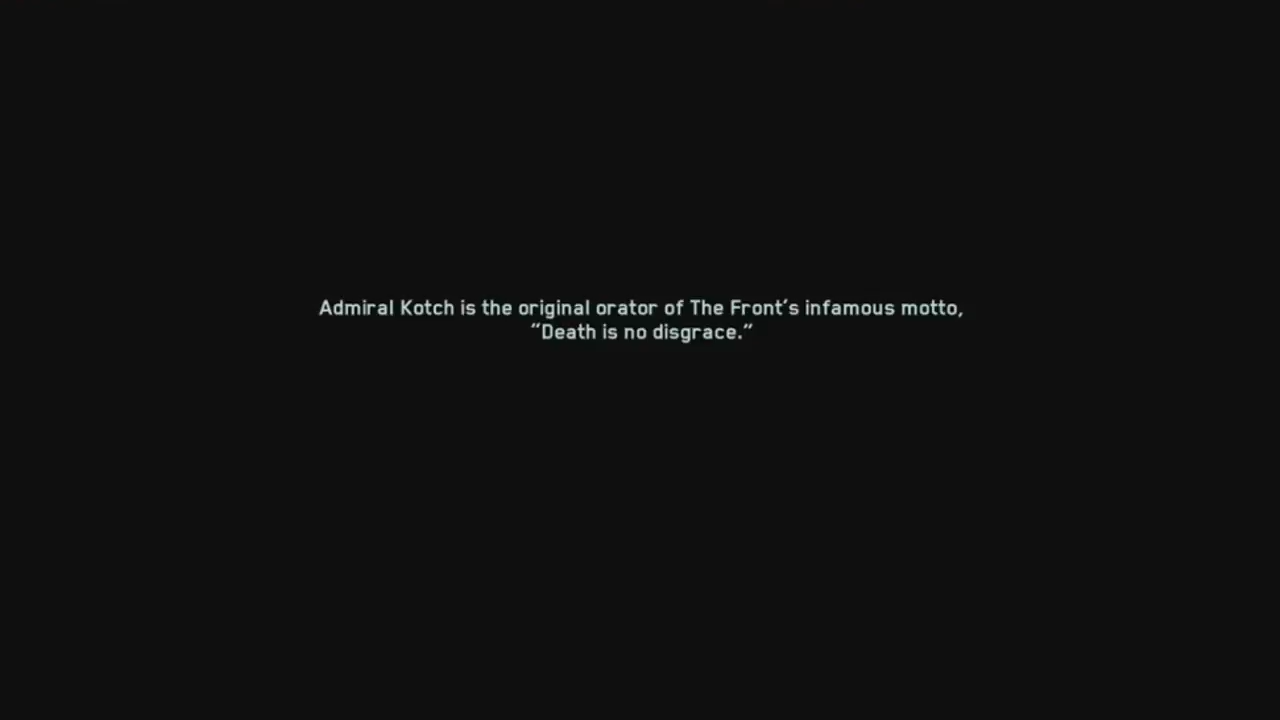 Admiral Kotch is the original orator of The Front's infamous motto,
“Death is no disgrace.”